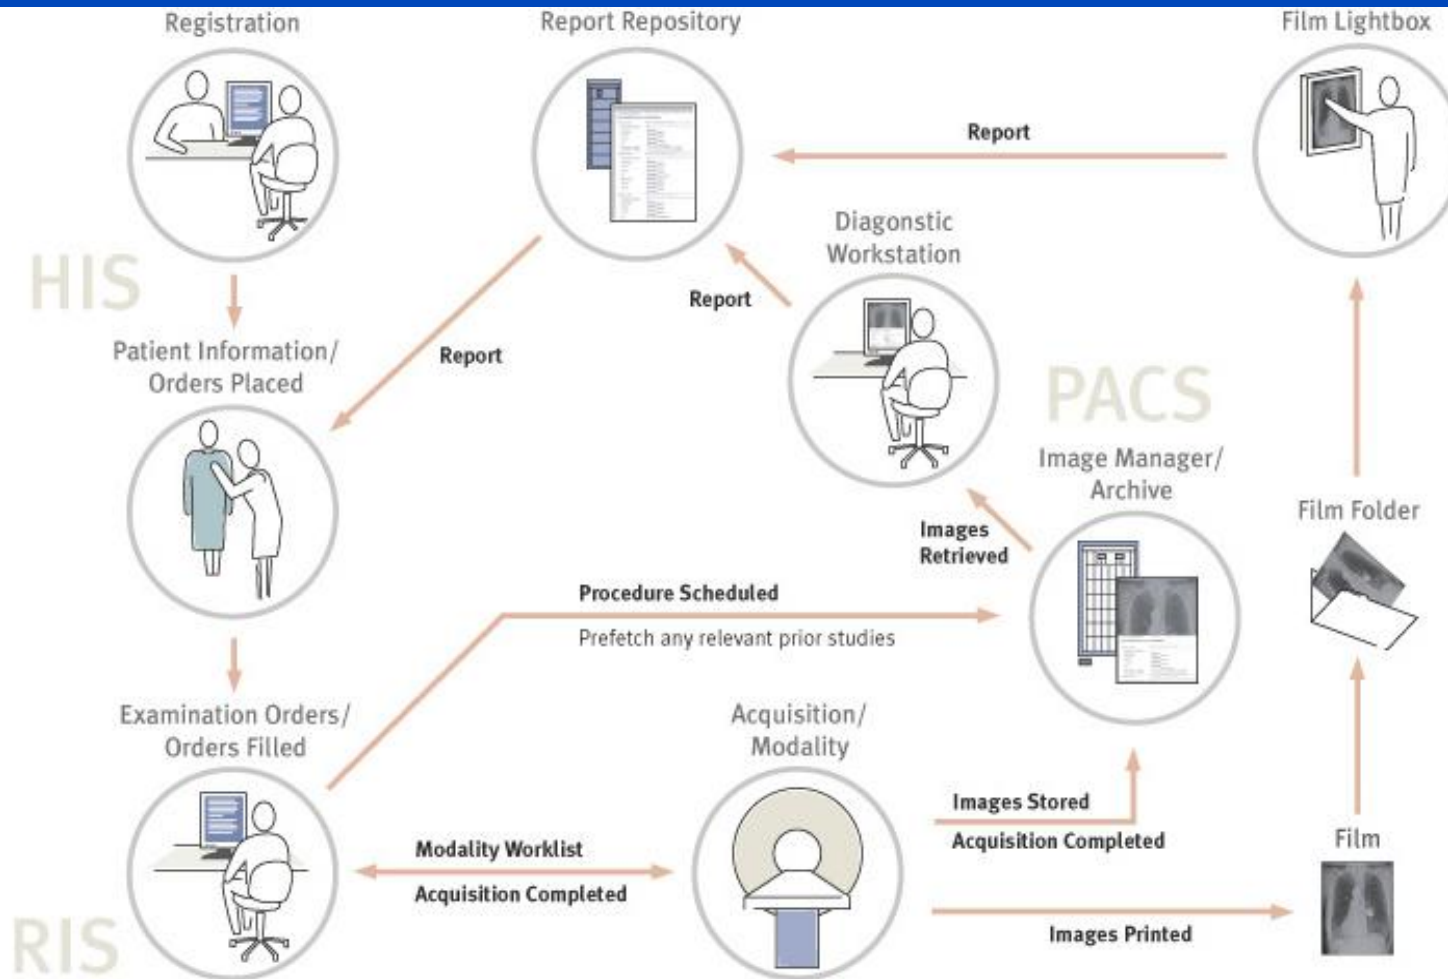 Registration
Report Repository
Film Lightbox
Report
Diagonstic
Workstation
HIS
Report
Patient Information/
Orders Placed
Report
PACS
Image Manager/
Archive
Film Folder
Images
Retrieved
Procedure Scheduled
Prefetch any relevant prior studies
Examination Orders/
Orders Filled
Acquisition/
Modality
Images Stored
Acquisition Completed
Film
Modality Worklist
Acquisition Completed
Images Printed
RIS